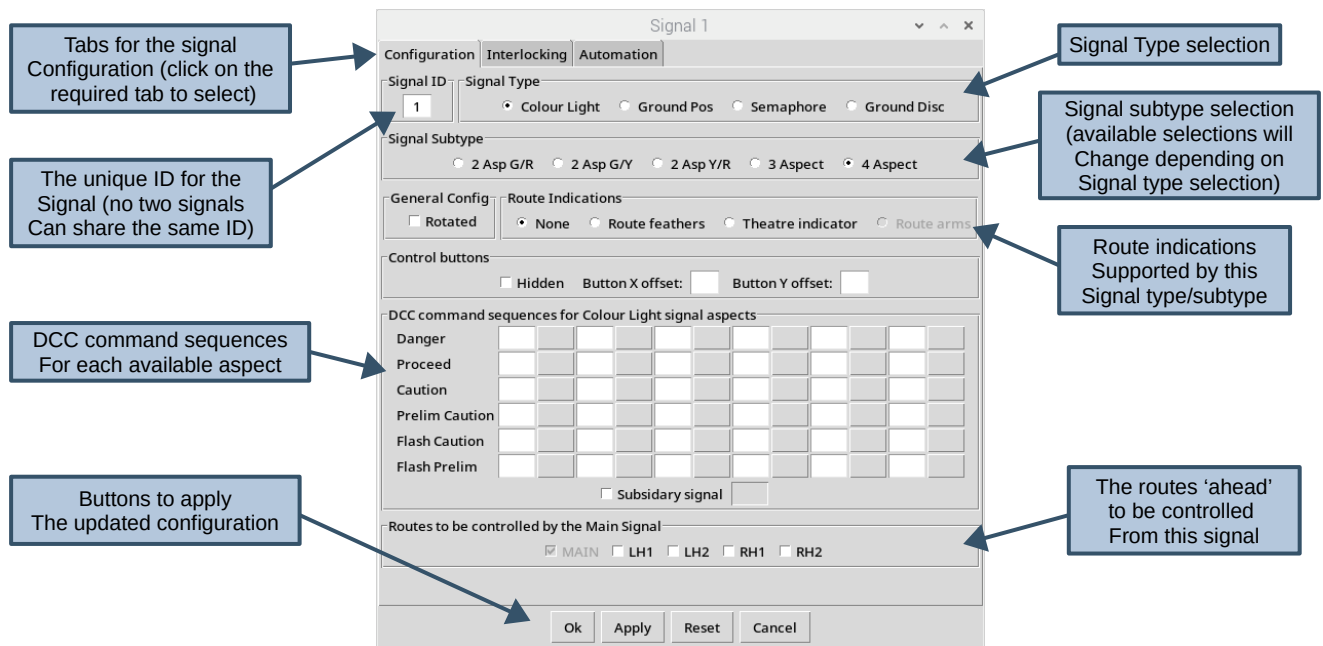 Tabs for the signal
Configuration (click on the
required tab to select)
The unique ID for the
Signal (no two signals
Can share the same ID)
DCC command sequences
For each available aspect
Buttons to apply
The updated configuration
Signal 1
Configuration Interlocking Automation
Signal ID Signal Type
1 Colour Light Ground Pos Semaphore Ground Disc
Signal Subtype
2 Asp G/R 2 Asp G/Y 2 Asp Y/R 3 Aspect 4 Aspect
General Config Route Indications
Rotated None Route feathers Theatre indicator Route arms
Control buttons
Hidden Button X offset: Button Y offset:
DCC command sequences for Colour Light signal aspects
Danger
Proceed
Caution
Prelim Caution
Flash Caution
Flash Prelim
Subsidary signal
Routes to be controlled by the Main Signal
MAIN LH1 LH2 RH1 RH2
Ok Apply Reset Cancel
Signal Type selection
Signal subtype selection
(available selections will
Change depending on
Signal type selection)
Route indications
Supported by this
Signal type/subtype
The routes ‘ahead’
to be controlled
From this signal